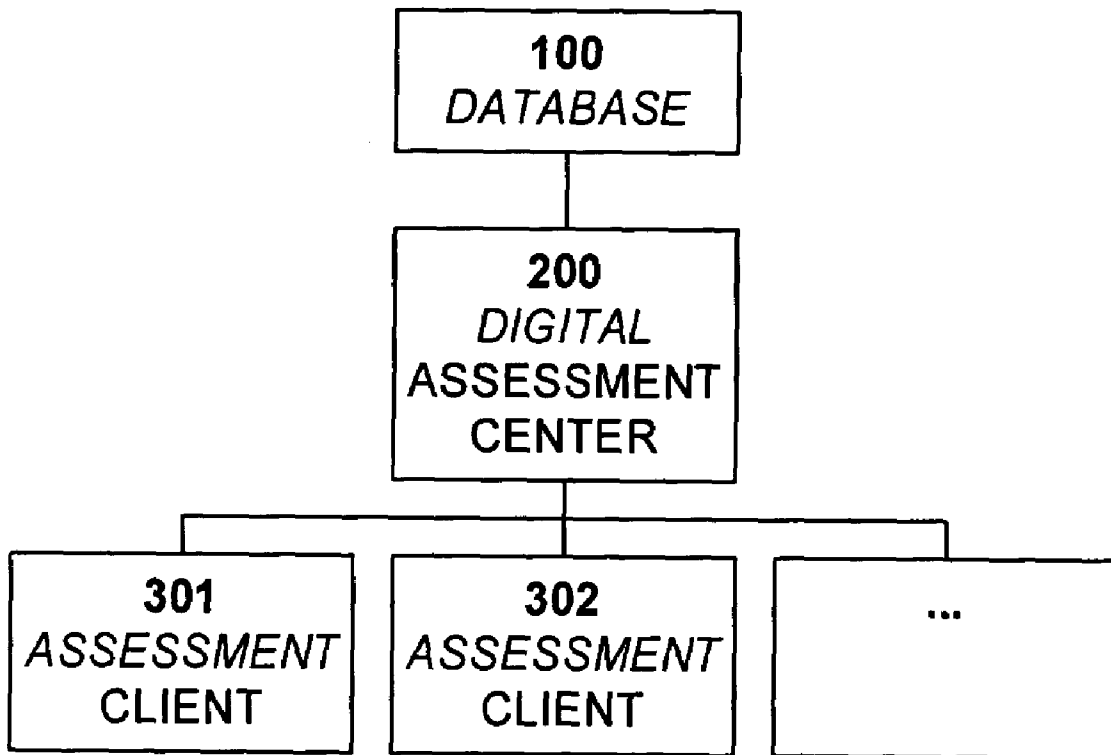 100
DATABASE
200
DIGITAL
ASSESSMENT
CENTER
301
ASSESSMENT
CLIENT
302
ASSESSMENT
CLIENT
...